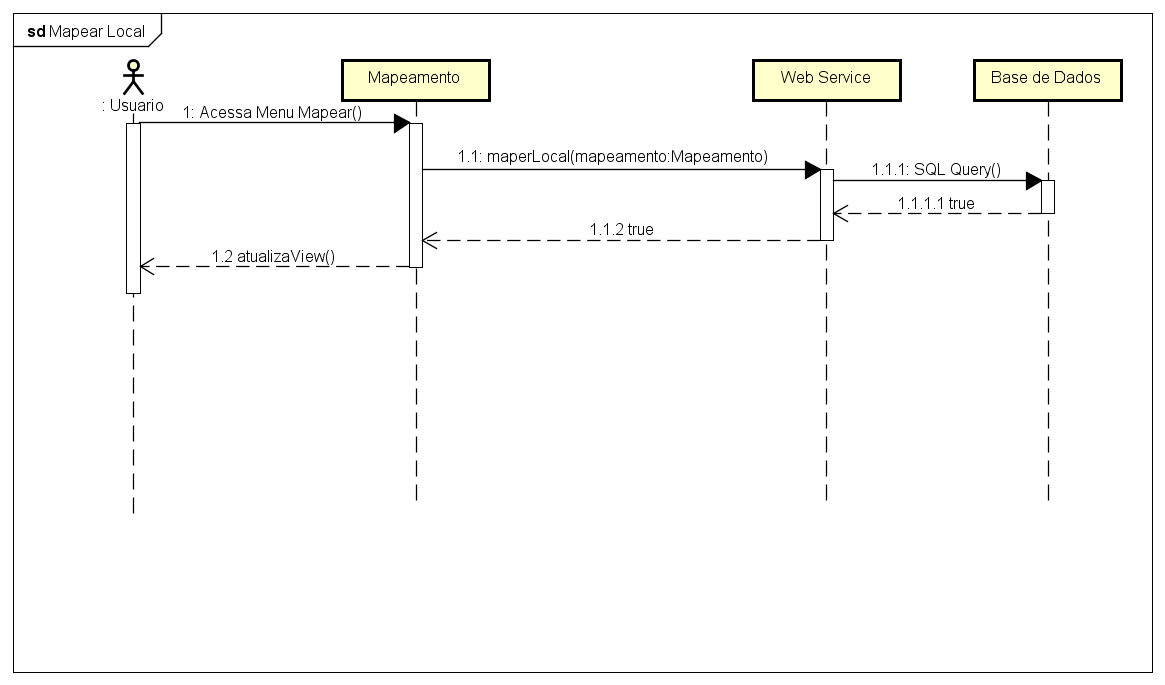 sd Mapear Local
Mapeamento
Web Service
Base de Dados
: Usuario
1: Acessa Menu Mapear()
1.1: maperLocal(mapeamento:Mapeamento)
1.1.1: SQL Query()
1.1.1.1 true
1.1.2 true
1.2 atualizaView()